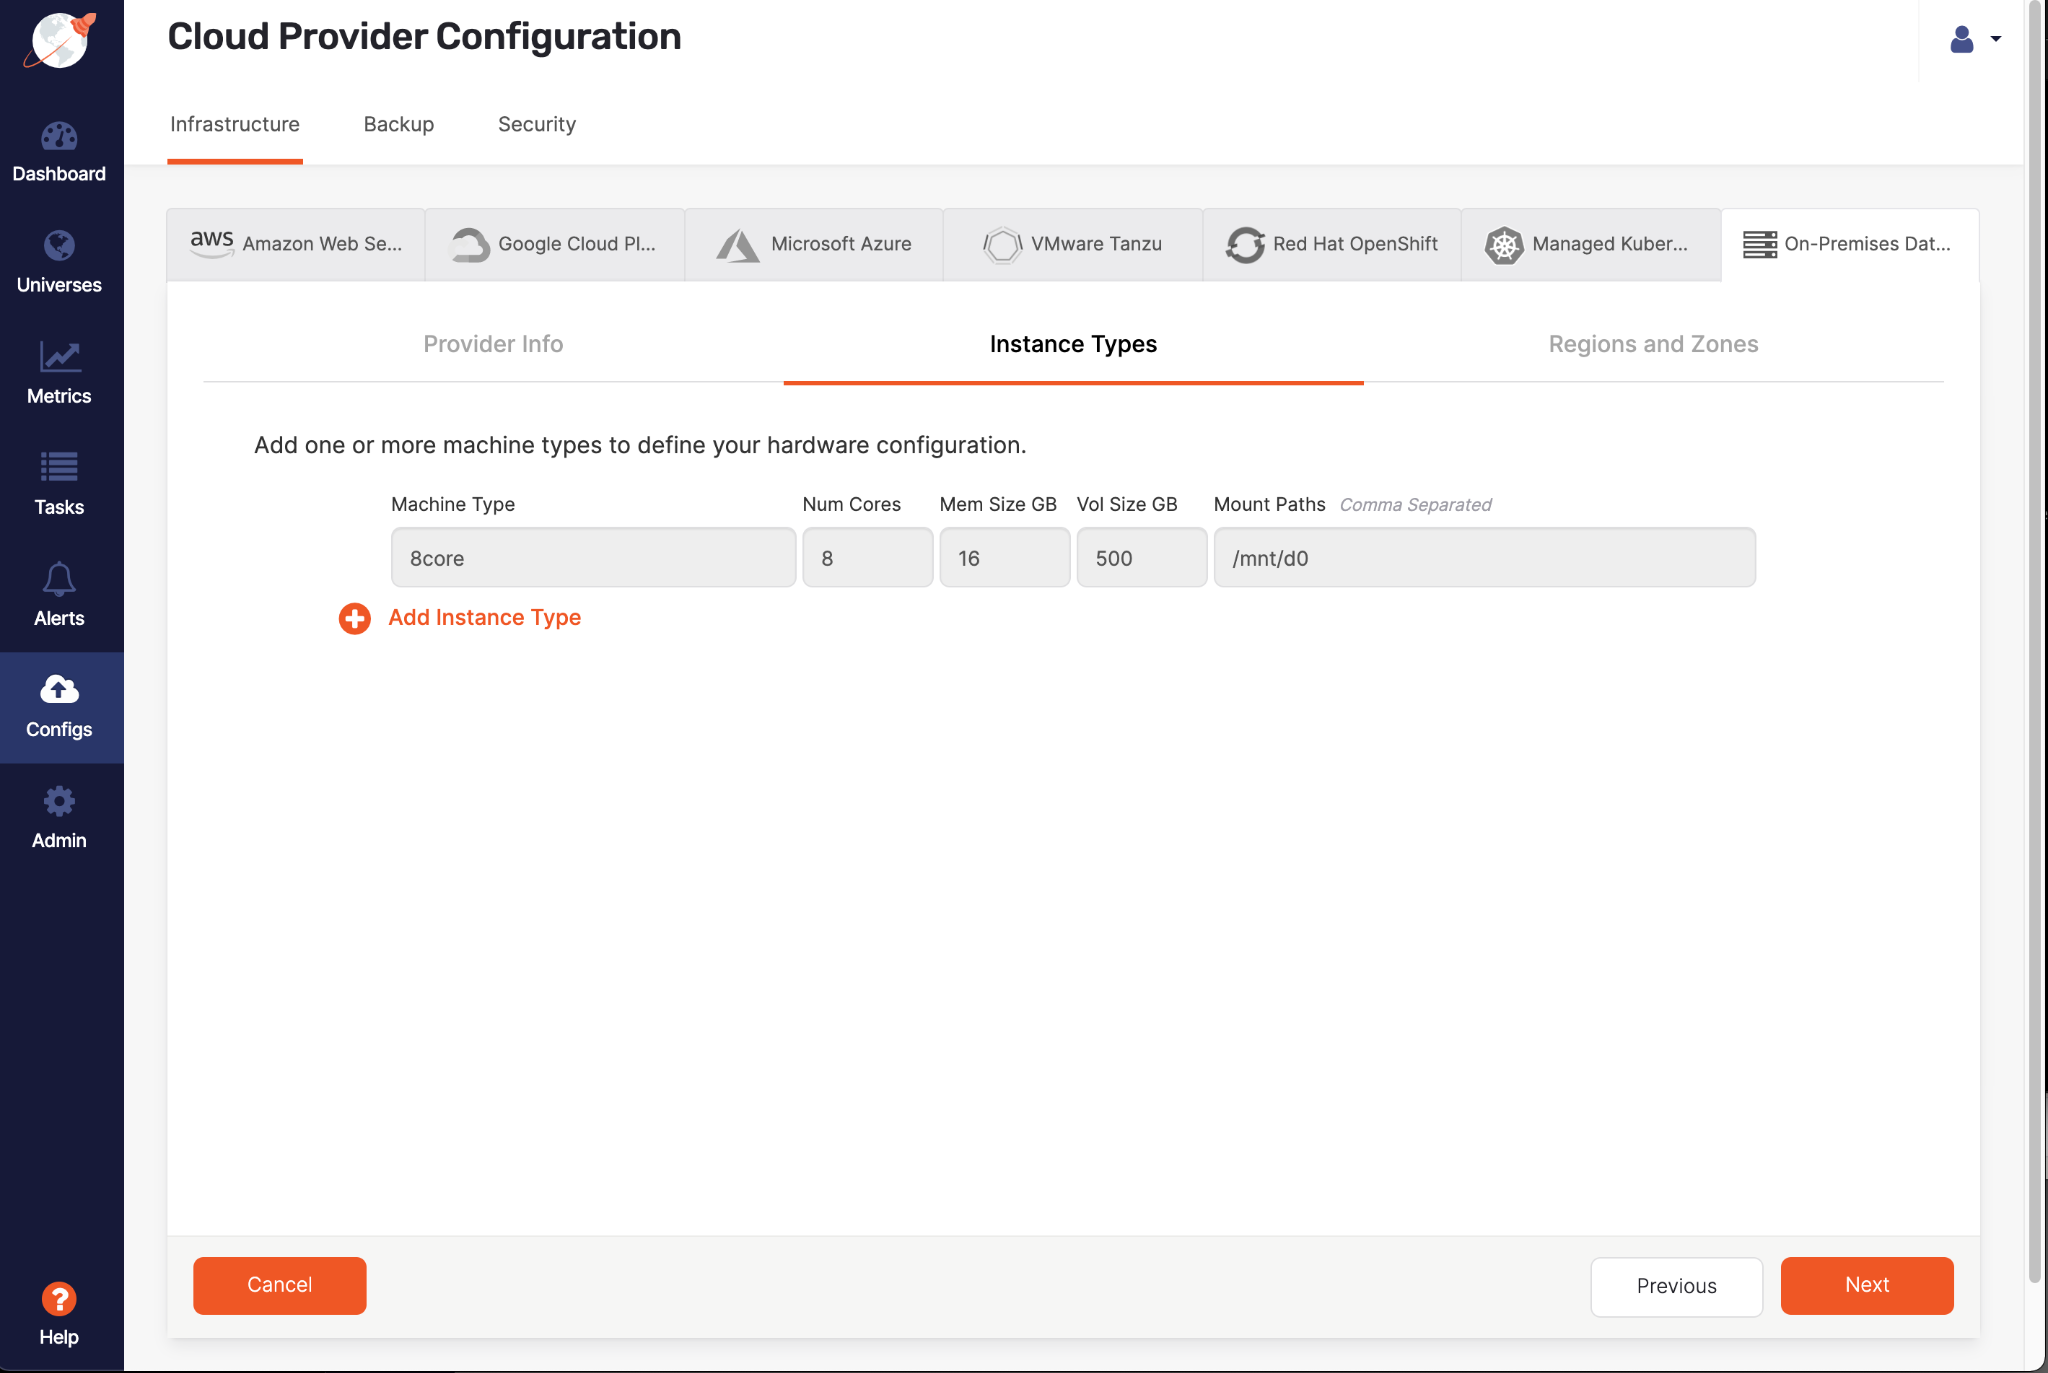 Cloud Provider Configuration
Infrastructure Backup Security
Dashboard
Universes
Metrics
Tasks
Alerts
Configs
Admin
Help
aws Amazon Web Se... Google Cloud Pl... Microsoft Azure VMware Tanzu Red Hat OpenShift Managed Kuber... On-Premises Dat...
Provider Info Instance Types Regions and Zones
Add one or more machine types to define your hardware configuration.
Machine Type Num Cores Mem Size GB Vol Size GB Mount Paths Comma Separated
8core 8 16 500 /mnt/d0
Add Instance Type
Cancel Previous Next